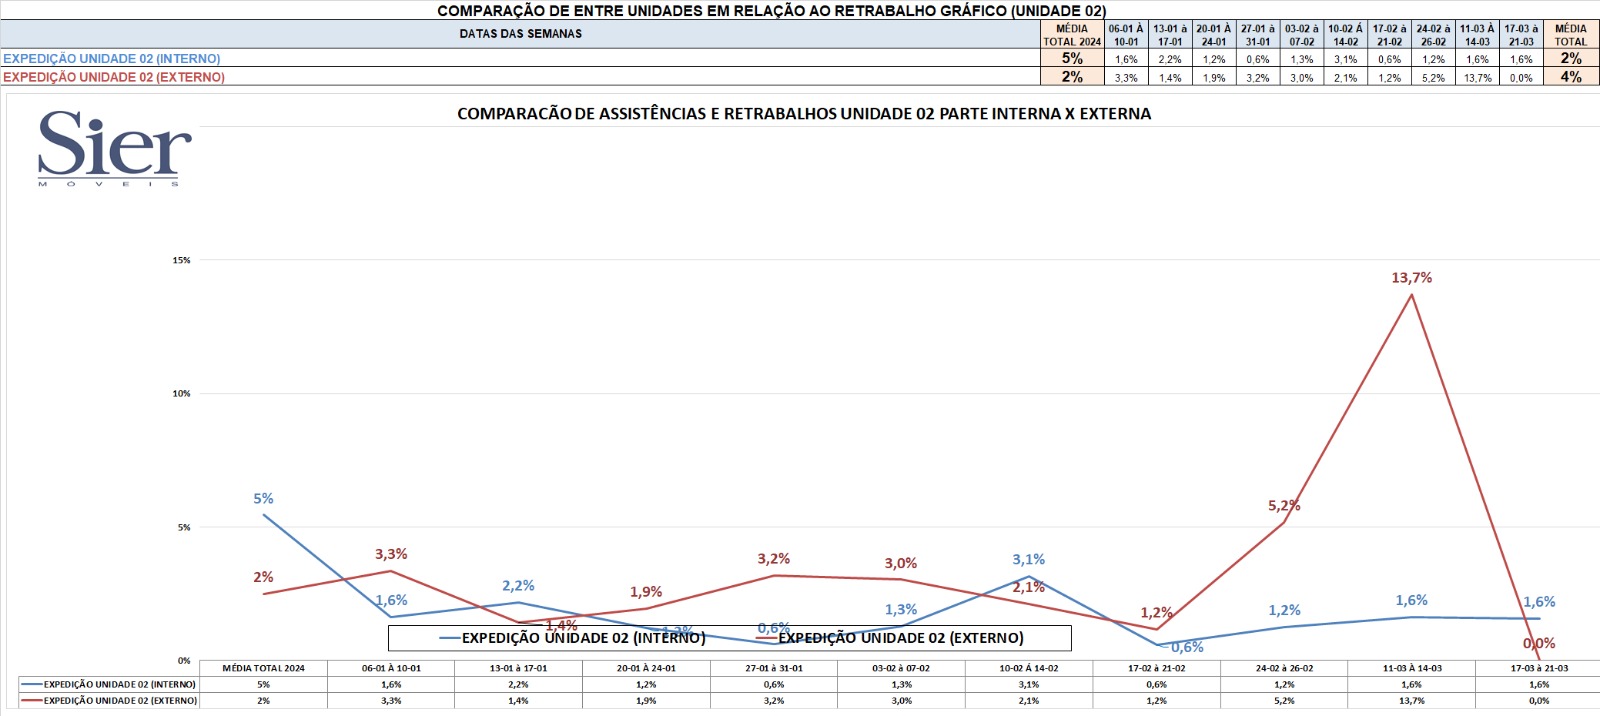 COMPARAÇÃO DE ENTRE UNIDADES EM RELAÇÃO AO RETRABALHO GRÁFICO (UNIDADE 02)
DATAS DAS SEMANAS MÉDIA TOTAL 2024 06-01 À 10-01 13-01 à 17-01 20-01 À 24-01 27-01 à 31-01 03-02 à 07-02 10-02 Á 14-02 17-02 à 21-02 24-02 à 26-02 11-03 À 14-03 17-03 à 21-03 MÉDIA TOTAL
EXPEDIÇÃO UNIDADE 02 (INTERNO) 5% 1,6% 2,2% 1,2% 0,6% 1,3% 3,1% 0,6% 1,2% 1,6% 1,6% 2%
EXPEDIÇÃO UNIDADE 02 (EXTERNO) 2% 3,3% 1,4% 1,9% 3,2% 3,0% 2,1% 1,2% 5,2% 13,7% 0,0% 4%
COMPARACÃO DE ASSISTÊNCIAS E RETRABALHOS UNIDADE 02 PARTE INTERNA X EXTERNA
Sier
MÓVEIS
15%
13,7%
10%
5%
5% 5,2%
3,3% 3,2% 3,0% 3,1%
2% 2,2% 1,9% 2,1%
1,6% 1,3% 1,2% 1,2% 1,6% 1,6%
1,4% 1,2% 0,6% 0,6% 0,0%
EXPEDIÇÃO UNIDADE 02 (INTERNO) EXPEDIÇÃO UNIDADE 02 (EXTERNO)
0%
MÉDIA TOTAL 2024 06-01 À 10-01 13-01 à 17-01 20-01 À 24-01 27-01 à 31-01 03-02 à 07-02 10-02 Á 14-02 17-02 à 21-02 24-02 à 26-02 11-03 À 14-03 17-03 à 21-03
EXPEDIÇÃO UNIDADE 02 (INTERNO) 5% 1,6% 2,2% 1,2% 0,6% 1,3% 3,1% 0,6% 1,2% 1,6% 1,6%
EXPEDIÇÃO UNIDADE 02 (EXTERNO) 2% 3,3% 1,4% 1,9% 3,2% 3,0% 2,1% 1,2% 5,2% 13,7% 0,0%